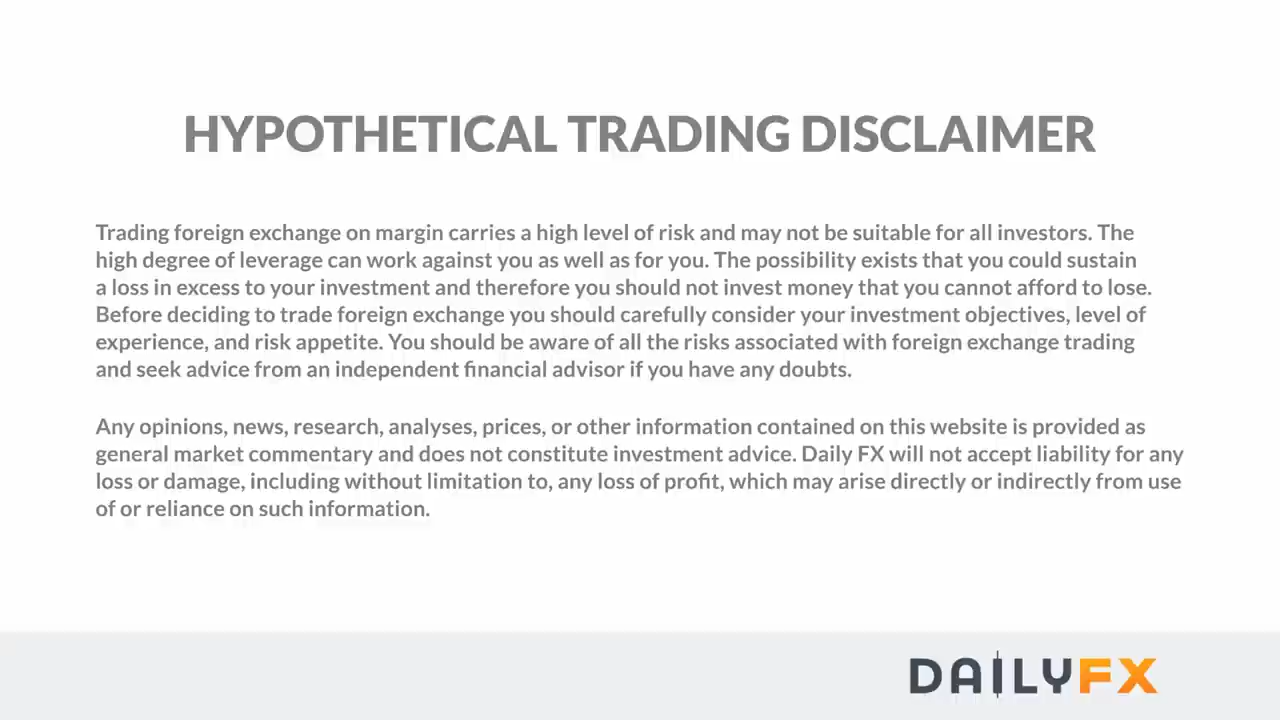 HYPOTHETICAL TRADING DISCLAIMER
Trading foreign exchange on margin carries a high level of risk and may not be suitable for all investors. The
high degree of leverage can work against you as well as for you. The possibility exists that you could sustain
a loss in excess to your investment and therefore you should not invest money that you cannot afford to lose.
Before deciding to trade foreign exchange you should carefully consider your investment objectives, level of
experience, and risk appetite. You should be aware of all the risks associated with foreign exchange trading
and seek advice from an independent financial advisor if you have any doubts.
Any opinions, news, research, analyses, prices, or other information contained on this website is provided as
general market commentary and does not constitute investment advice. Daily FX will not accept liability for any
loss or damage, including without limitation to, any loss of profit, which may arise directly or indirectly from use
of or reliance on such information.
DAILYFX